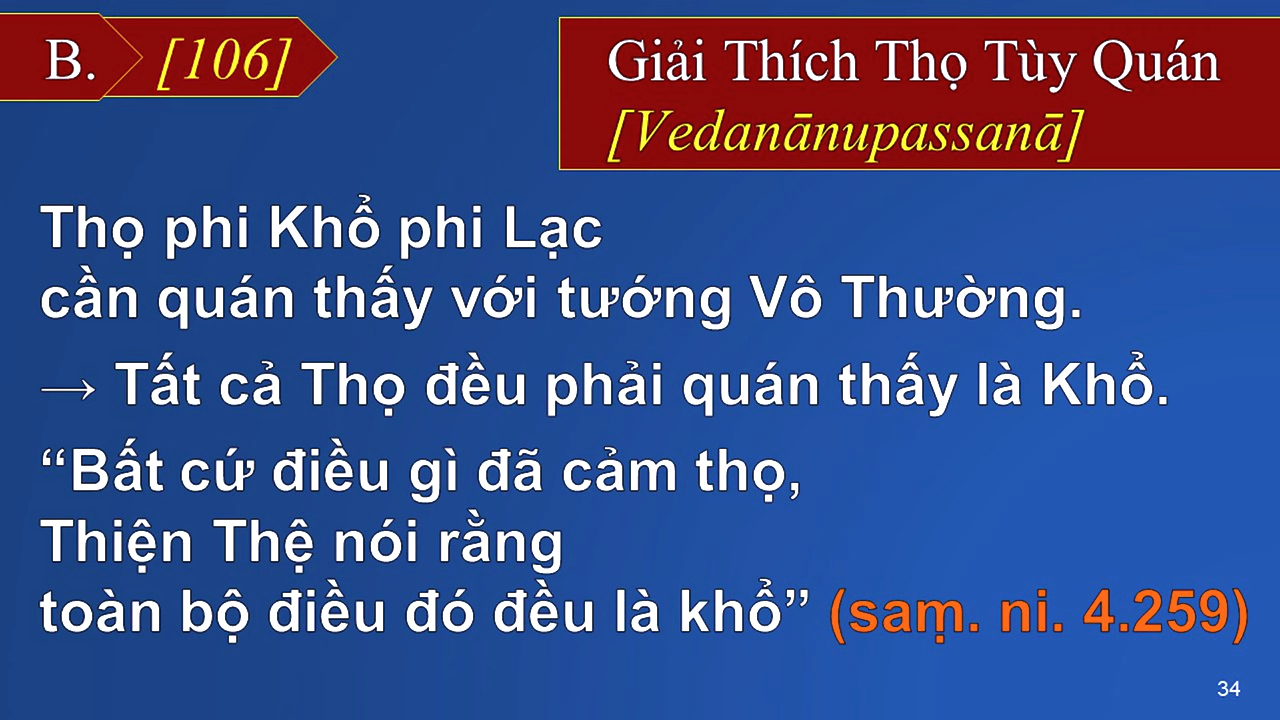 B. [106]
Giải Thích Thọ Tùy Quán
[Vedanānupassanā]
Thọ phi Khổ phi Lạc
cần quán thấy với tướng Vô Thường.
→ Tất cả Thọ đều phải quán thấy là Khổ.
“Bất cứ điều gì đã cảm thọ,
Thiện Thệ nói rằng
toàn bộ điều đó đều là khổ” (saṃ. ni. 4.259)
34